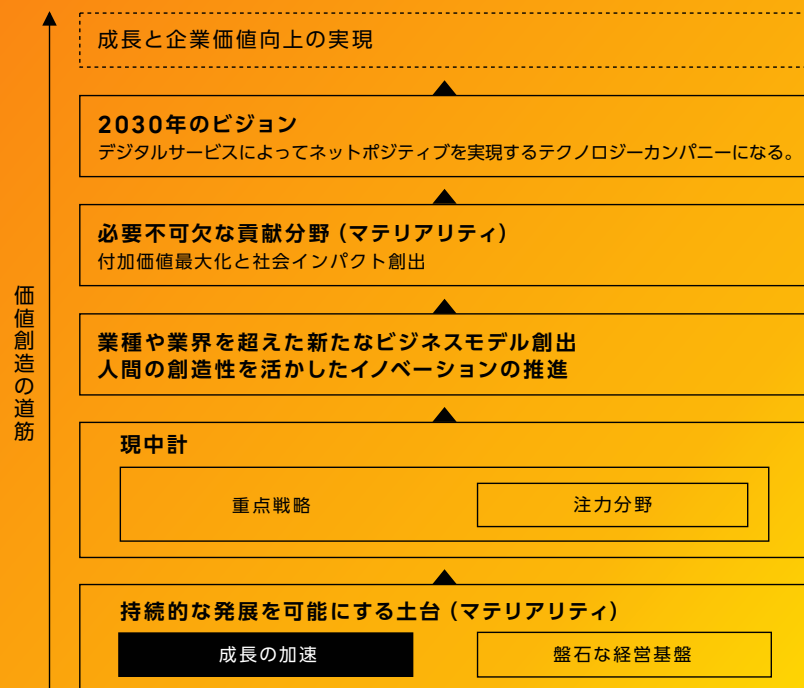 成長と企業価値向上の実現
2030年のビジョン
デジタルサービスによってネットポジティブを実現するテクノロジーカンパニーになる。
必要不可欠な貢献分野（マテリアリティ）
付加価値最大化と社会インパクト創出
価値創造の道筋
業種や業界を超えた新たなビジネスモデル創出
人間の創造性を活かしたイノベーションの推進
現中計
重点戦略
注力分野
持続的な発展を可能にする土台（マテリアリティ）
成長の加速
盤石な経営基盤